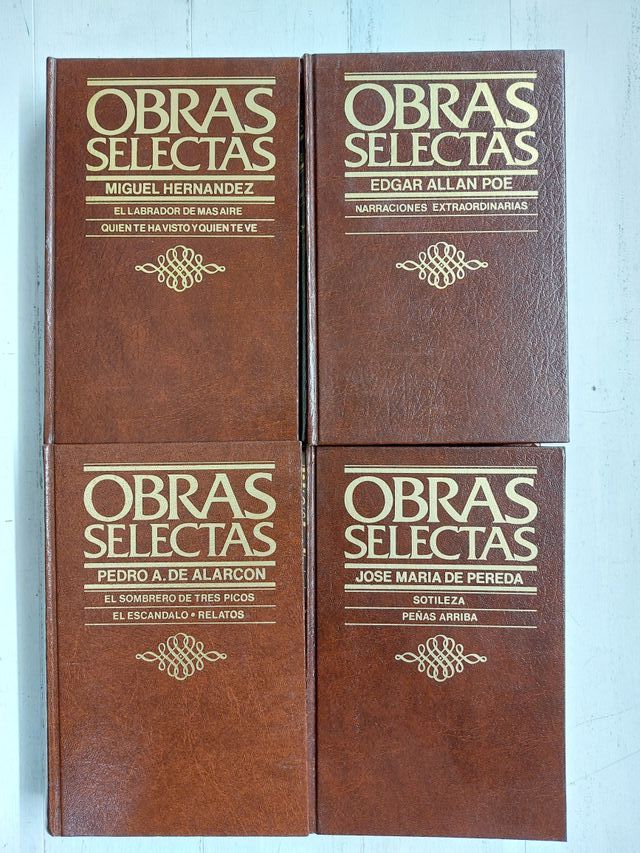 OBRAS
SELECTAS
MIGUEL HERNANDEZ
EL LABRADOR DE MAS AIRE
QUIEN TE HA VISTO Y QUIEN TE VE
OBRAS
SELECTAS
EDGAR ALLAN POE
NARRACIONES EXTRAORDINARIAS
OBRAS
SELECTAS
PEDRO A. DE ALARCON
EL SOMBRERO DE TRES PICOS
EL ESCANDALO • RELATOS
OBRAS
SELECTAS
JOSE MARIA DE PEREDA
SOTILEZA
PEÑAS ARRIBA